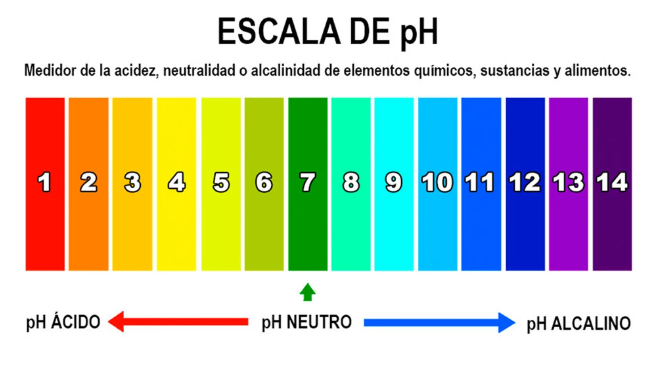 ESCALA DE pH
Medidor de la acidez, neutralidad o alcalinidad de elementos químicos, sustancias y alimentos.
1 2 3 4 5 6 7 8 9 10 11 12 13 14
pH ÁCIDO pH NEUTRO pH ALCALINO